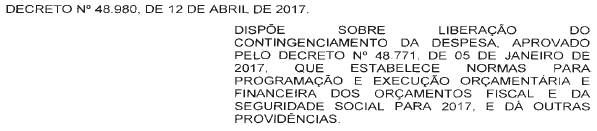 DECRETO Nº 48.980, DE 12 DE ABRIL DE 2017.
DISPÕE SOBRE LIBERAÇÃO DO
CONTINGENCIAMENTO DA DESPESA, APROVADO
PELO DECRETO Nº 48.771, DE 05 DE JANEIRO DE
2017, QUE ESTABELECE NORMAS PARA
PROGRAMAÇÃO E EXECUÇÃO ORÇAMENTÁRIA E
FINANCEIRA DOS ORÇAMENTOS FISCAL E DA
SEGURIDADE SOCIAL PARA 2017, E DÁ OUTRAS
PROVIDÊNCIAS.